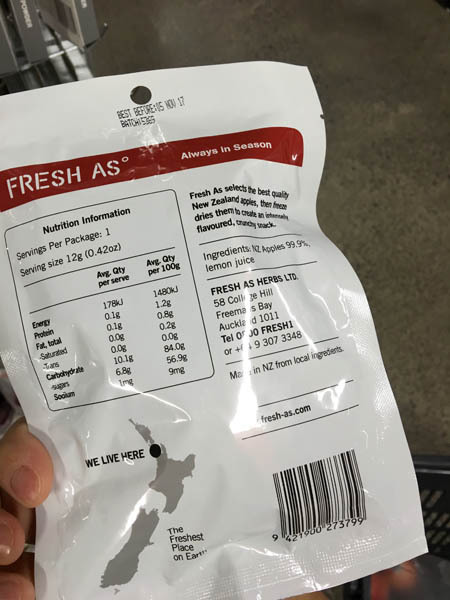 BEST BEFORE:15 NOV 17
BATCH:5369
FRESH AS°
Always in Season
Nutrition Information
Servings Per Package: 1
Serving size 12g (0.42oz)
Avg. Qty per serve
Avg. Qty per 100g
Energy 178kJ 1480kJ
Protein 0.1g 1.2g
Fat, total 0.1g 0.8g
-Saturated 0.0g 0.2g
-Trans 0.0g 0.0g
Carbohydrate 10.1g 84.0g
-sugars 6.8g 56.9g
Sodium 1mg 9mg
Fresh As selects the best quality
New Zealand apples, then freeze
dries them to create an intensely
flavoured, crunchy snack.
Ingredients: NZ Apples 99.9%,
lemon juice
FRESH AS HERBS LTD.
58 College Hill
Freemans Bay
Auckland 1011
Tel 0800 FRESH1
or +64 9 307 3348
Made in NZ from local ingredients.
fresh-as.com
WE LIVE HERE
The
Freshest
Place
on Earth
9 421900 273799